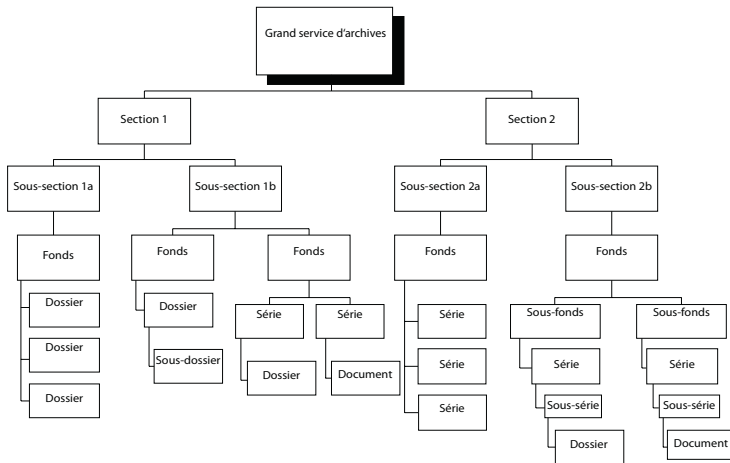 Grand service d'archives
Section 1
Section 2
Sous-section 1a
Sous-section 1b
Sous-section 2a
Sous-section 2b
Fonds
Fonds
Fonds
Fonds
Fonds
Dossier
Dossier
Série
Série
Série
Sous-fonds
Sous-fonds
Dossier
Sous-dossier
Dossier
Document
Série
Série
Série
Dossier
Série
Sous-série
Sous-série
Dossier
Document